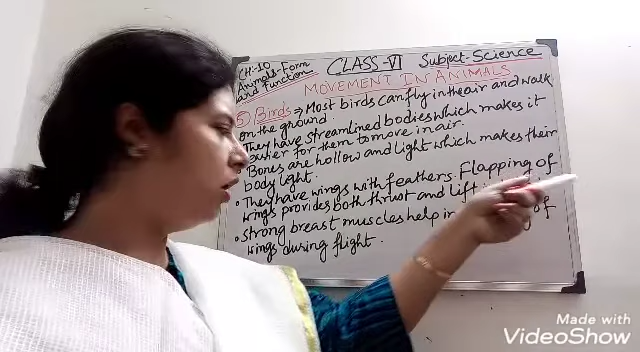 CH-10
Animals-Form
and Function
CLASS-VI
Subject-Science
MOVEMENT IN ANIMALS
5) Birds → Most birds can fly in the air and walk
on the ground.
They have streamlined bodies which makes it
easier for them to move in air.
• Bones are hollow and light which makes their
body light.
• They have wings with feathers. Flapping of
wings provides both thrust and lift
• Strong breast muscles help in of
wings during flight.
Made with
VideoShow